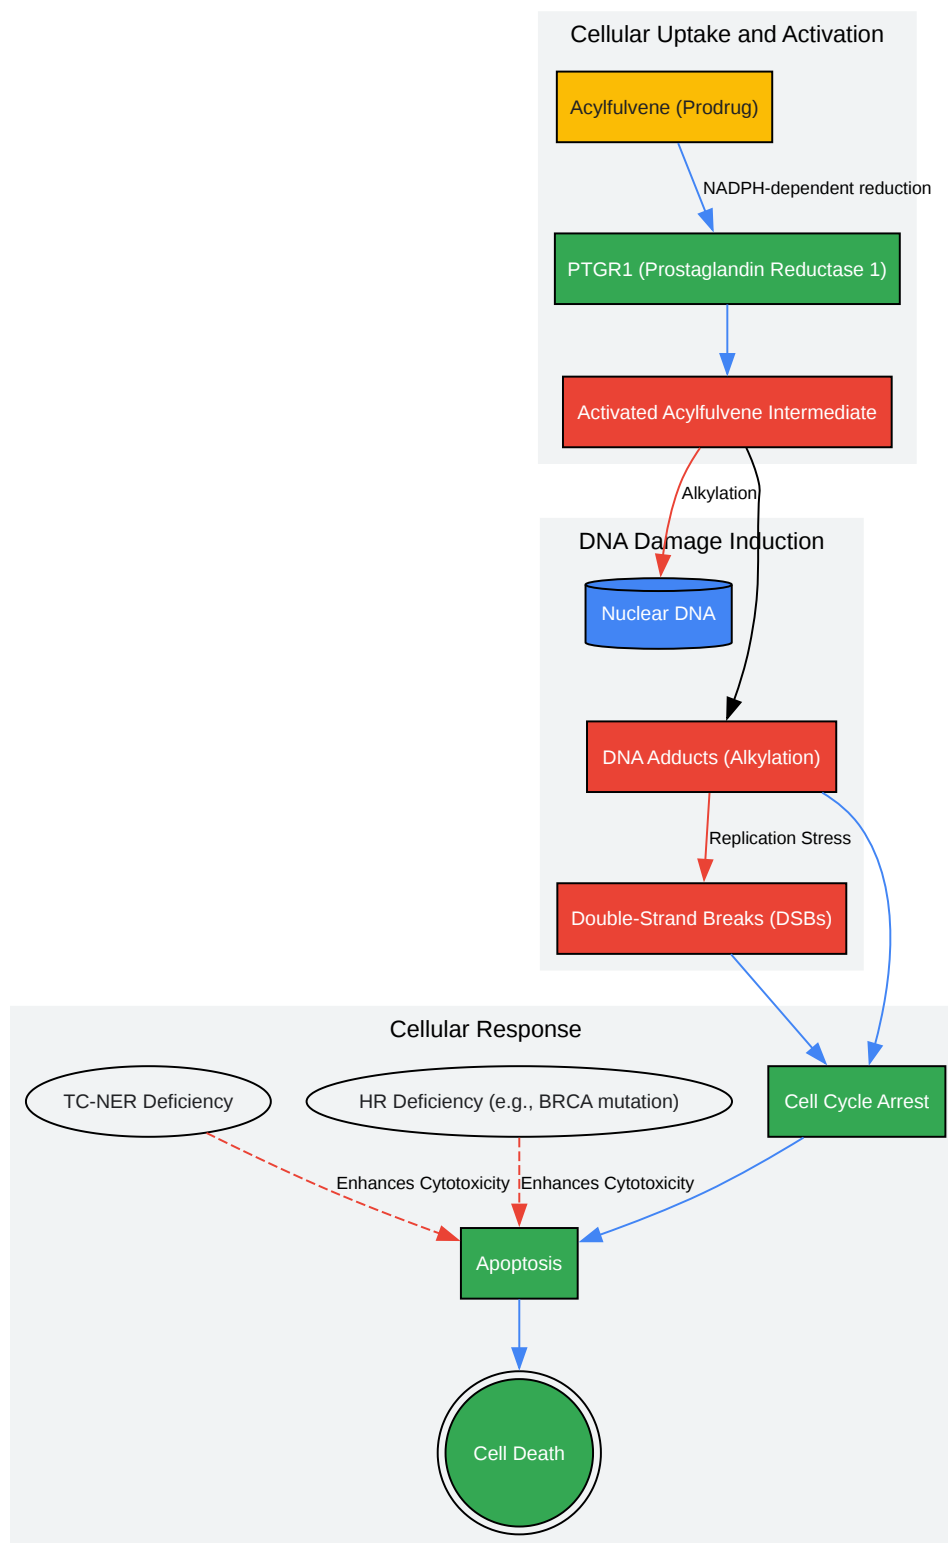 Cellular Uptake and Activation
Acylfulvene (Prodrug)
NADPH-dependent reduction
PTGR1 (Prostaglandin Reductase 1)
Activated Acylfulvene Intermediate
Alkylation
DNA Damage Induction
Nuclear DNA
DNA Adducts (Alkylation)
Replication Stress
Double-Strand Breaks (DSBs)
Cellular Response
TC-NER Deficiency
HR Deficiency (e.g., BRCA mutation)
Cell Cycle Arrest
Enhances Cytotoxicity
Enhances Cytotoxicity
Apoptosis
Cell Death